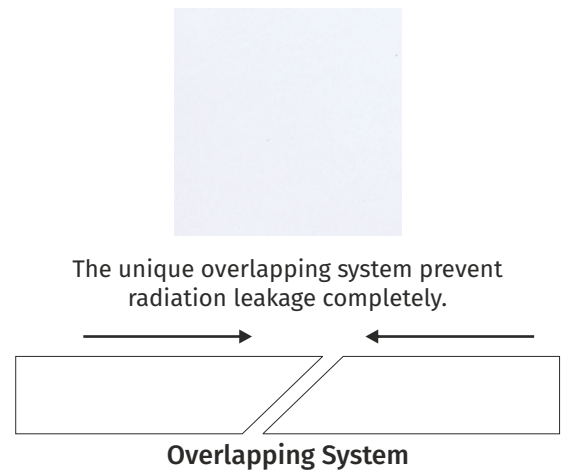 The unique overlapping system prevent
radiation leakage completely.
Overlapping System